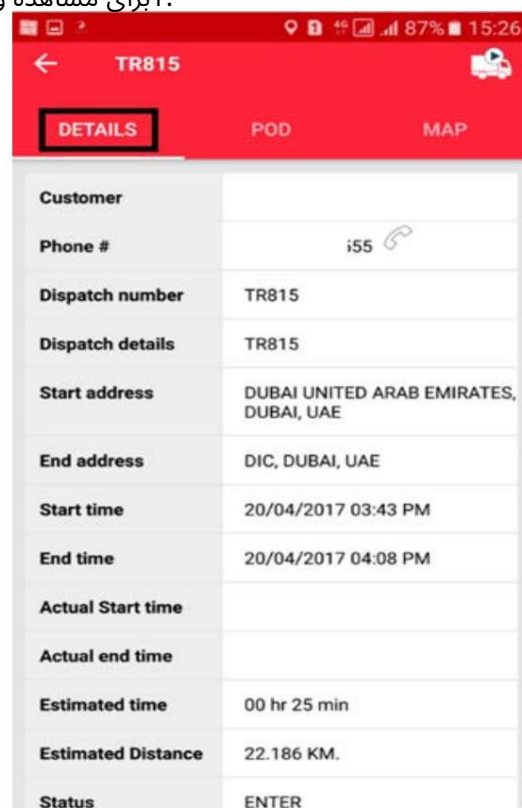 برای مشاهده
87% 15:26
TR815
DETAILS POD MAP
Customer
Phone # 555
Dispatch number TR815
Dispatch details TR815
Start address DUBAI UNITED ARAB EMIRATES,
DUBAI, UAE
End address DIC, DUBAI, UAE
Start time 20/04/2017 03:43 PM
End time 20/04/2017 04:08 PM
Actual Start time
Actual end time
Estimated time 00 hr 25 min
Estimated Distance 22.186 KM.
Status ENTER